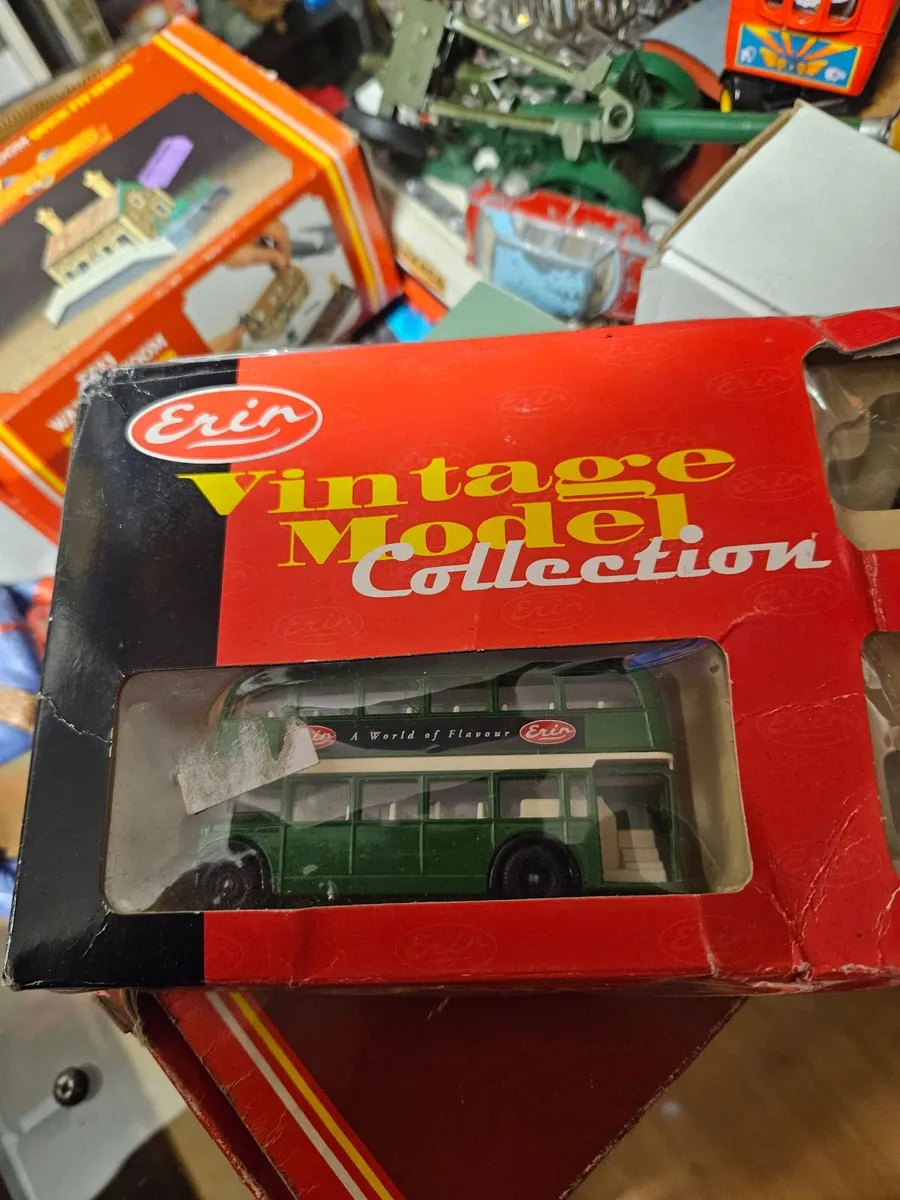 Erin
Vintage
Model
Collection
A World of Flavour Erin